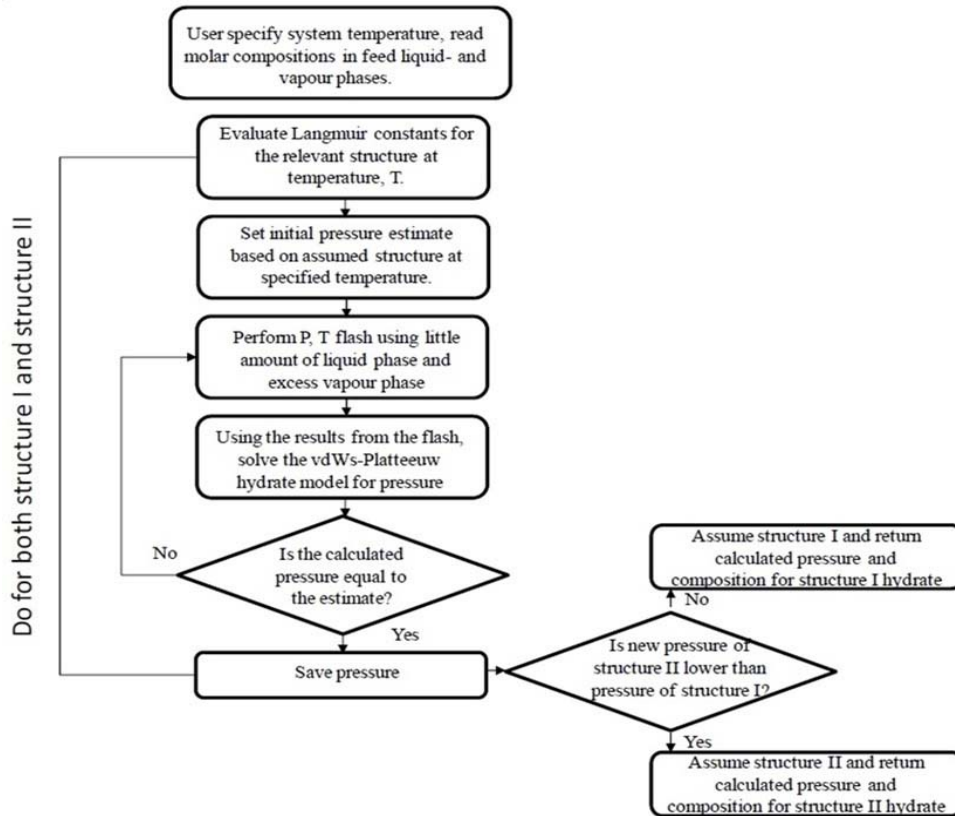 User specify system temperature, read
molar compositions in feed liquid- and
vapour phases.
Evaluate Langmuir constants for
the relevant structure at
temperature, T.
Set initial pressure estimate
based on assumed structure at
specified temperature.
Do for both structure I and structure II
Perform P, T flash using little
amount of liquid phase and
excess vapour phase
Using the results from the flash,
solve the vdWs-Platteeuw
hydrate model for pressure
No
Is the calculated
pressure equal to
the estimate?
Yes
Save pressure
Assume structure I and return
calculated pressure and
composition for structure I hydrate
No
Is new pressure of
structure II lower than
pressure of structure I?
Yes
Assume structure II and return
calculated pressure and
composition for structure II hydrate